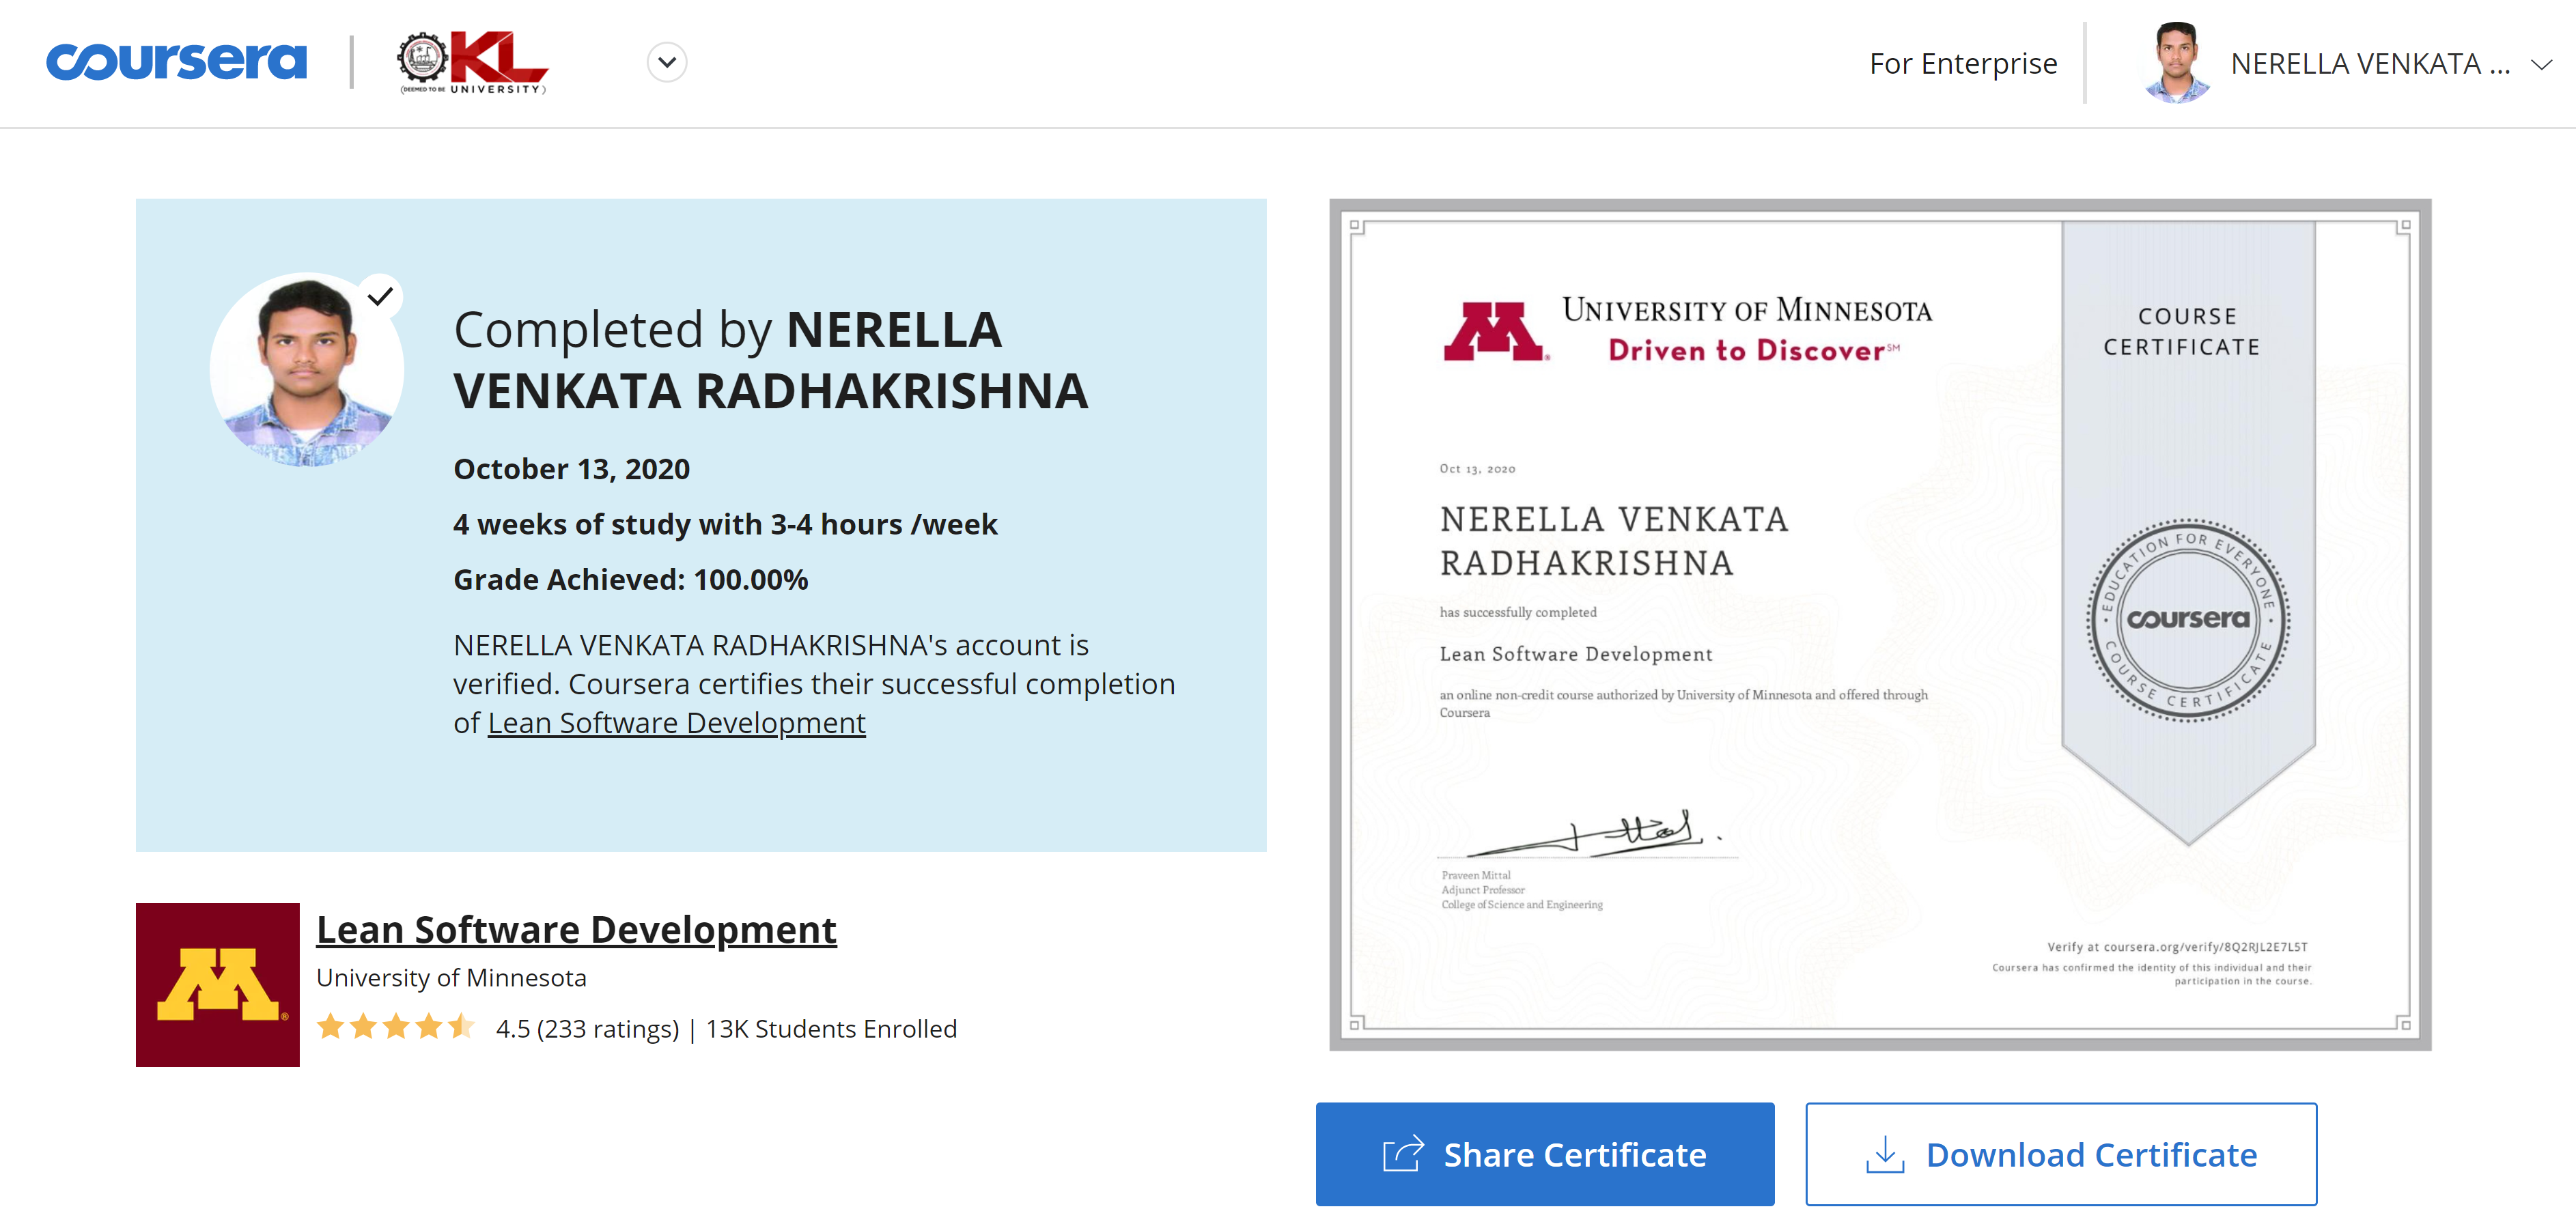 coursera
KL
(DEEMED TO BE UNIVERSITY)
For Enterprise
NERELLA VENKATA ...
Completed by NERELLA
VENKATA RADHAKRISHNA
October 13, 2020
4 weeks of study with 3-4 hours /week
Grade Achieved: 100.00%
NERELLA VENKATA RADHAKRISHNA's account is
verified. Coursera certifies their successful completion
of Lean Software Development
Lean Software Development
University of Minnesota
4.5 (233 ratings) | 13K Students Enrolled
M
UNIVERSITY OF MINNESOTA
Driven to Discover℠
COURSE
CERTIFICATE
Oct 13, 2020
NERELLA VENKATA
RADHAKRISHNA
has successfully completed
Lean Software Development
an online non-credit course authorized by University of Minnesota and offered through
Coursera
EDUCATION FOR EVERYONE
coursera
COURSE CERTIFICATE
Praveen Mittal
Adjunct Professor
College of Science and Engineering
Verify at coursera.org/verify/8Q2RJL2E7L5T
Coursera has confirmed the identity of this individual and their
participation in the course.
Share Certificate
Download Certificate